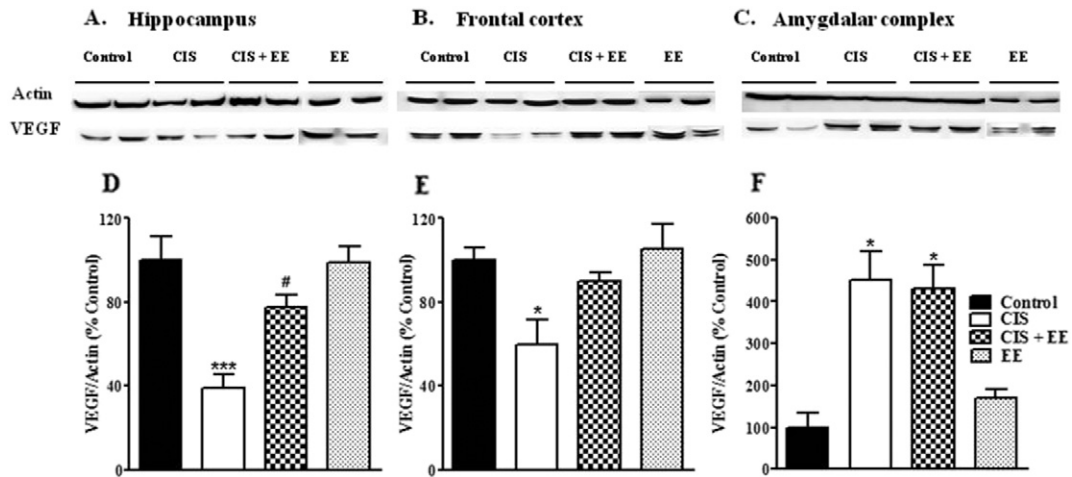 A. Hippocampus
B. Frontal cortex
C. Amygdalar complex
Control CIS CIS + EE EE
Control CIS CIS + EE EE
Control CIS CIS + EE EE
Actin
VEGF
D
E
F
VEGF/Actin (% Control)
120
80
40
0
***
#
VEGF/Actin (% Control)
120
80
40
0
*
VEGF/Actin (% Control)
600
500
400
300
200
100
0
*
*
Control
CIS
CIS + EE
EE